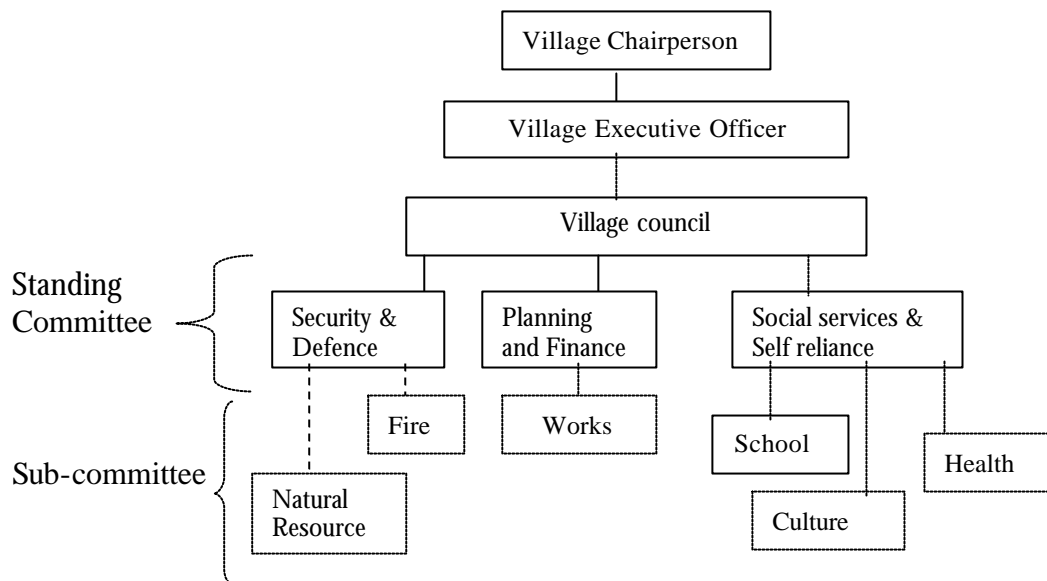 Village Chairperson
Village Executive Officer
Village council
Standing
Committee
Security &
Defence
Planning
and Finance
Social services &
Self reliance
Sub-committee
Fire
Works
School
Health
Natural
Resource
Culture